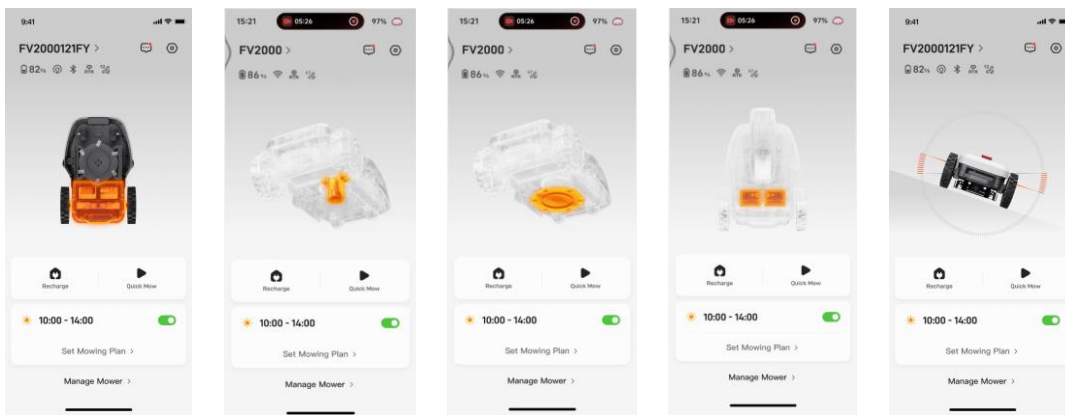 9:41
FV2000121FY >
82%
Recharge
Quick Mow
10:00 - 14:00
Set Mowing Plan >
Manage Mower >
15:21
05:26
97%
FV2000 >
86%
RTK
Recharge
Quick Mow
10:00 - 14:00
Set Mowing Plan >
Manage Mower >
15:21
05:26
97%
FV2000 >
86%
RTK
Recharge
Quick Mow
10:00 - 14:00
Set Mowing Plan >
Manage Mower >
15:21
05:26
97%
FV2000 >
86%
RTK
Recharge
Quick Mow
10:00 - 14:00
Set Mowing Plan >
Manage Mower >
9:41
FV2000121FY >
82%
Recharge
Quick Mow
10:00 - 14:00
Set Mowing Plan >
Manage Mower >